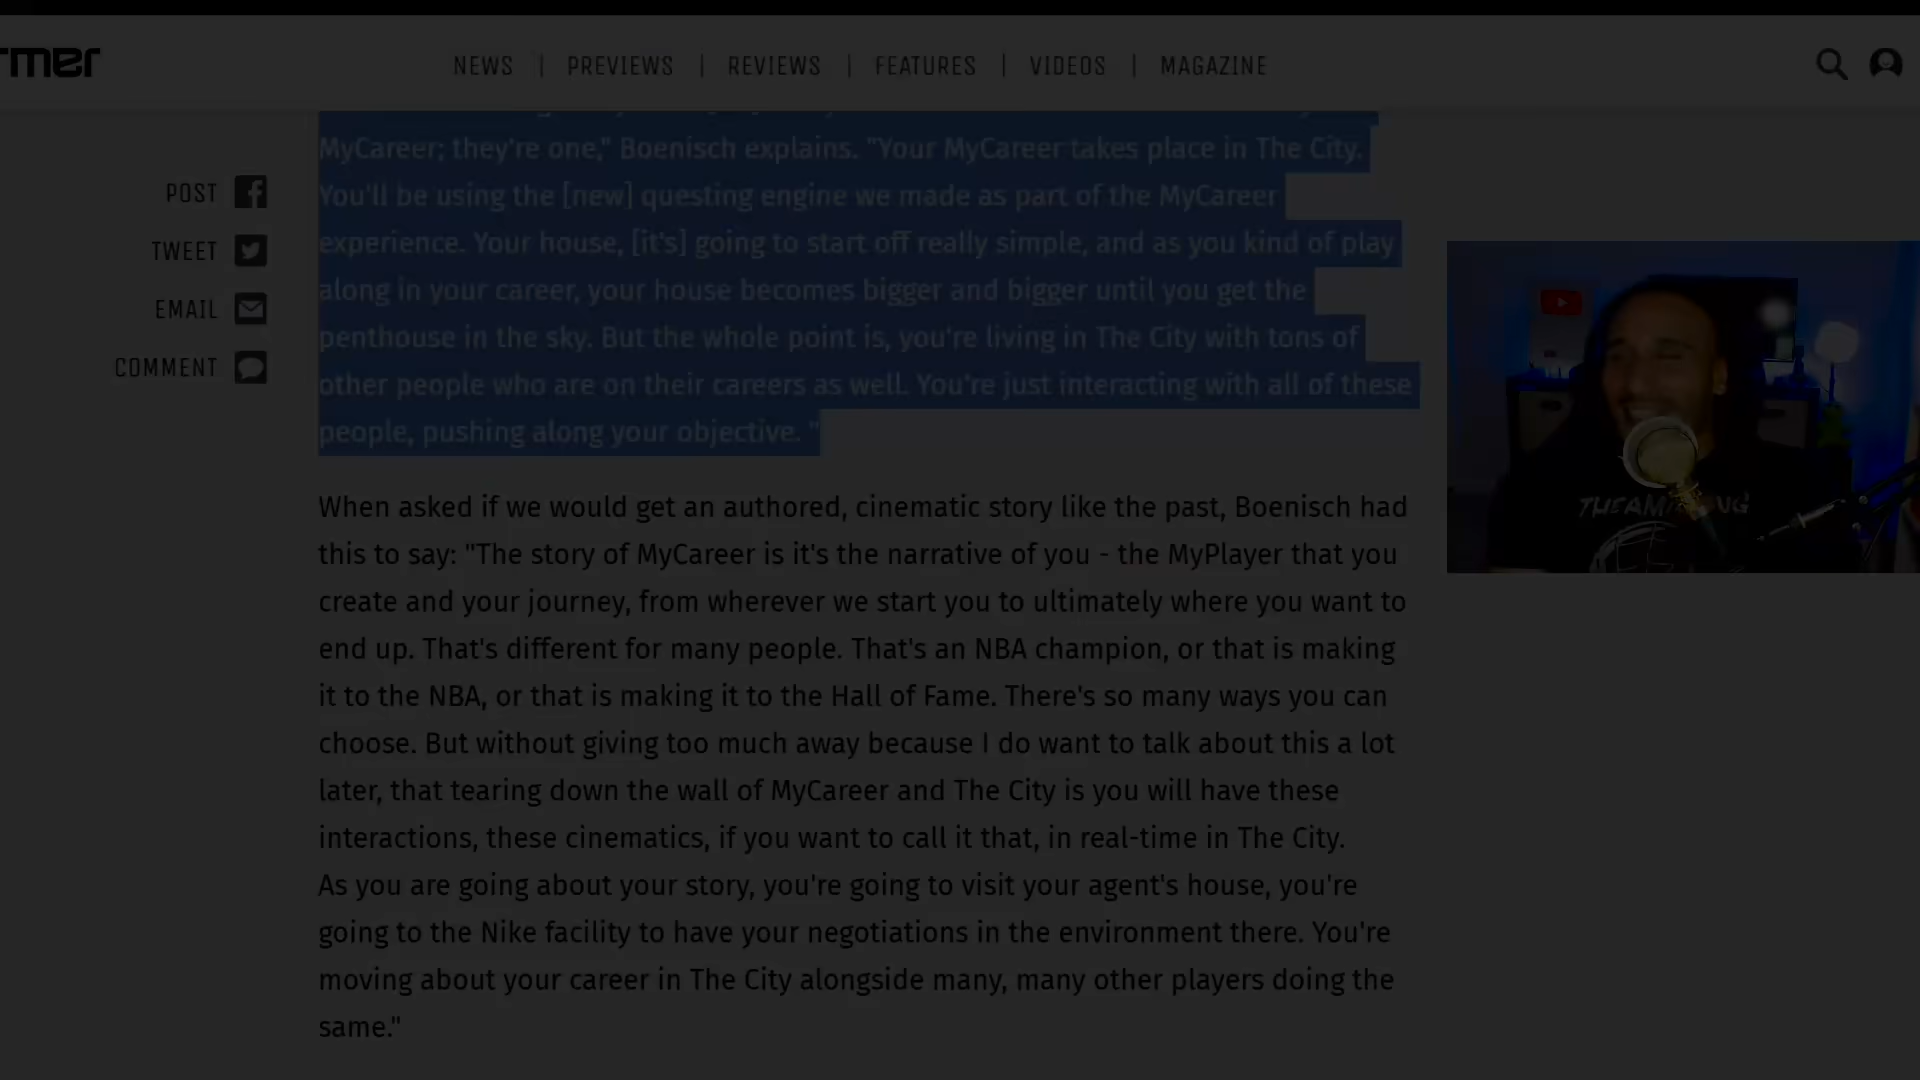 rmer
NEWS | PREVIEWS | REVIEWS | FEATURES | VIDEOS | MAGAZINE
MyCareer; they're one," Boenisch explains. "Your MyCareer takes place in The City.
You'll be using the [new] questing engine we made as part of the MyCareer
experience. Your house, [it's] going to start off really simple, and as you kind of play
along in your career, your house becomes bigger and bigger until you get the
penthouse in the sky. But the whole point is, you're living in The City with tons of
other people who are on their careers as well. You're just interacting with all of these
people, pushing along your objective. "
POST
TWEET
EMAIL
COMMENT
When asked if we would get an authored, cinematic story like the past, Boenisch had
this to say: "The story of MyCareer is it's the narrative of you - the MyPlayer that you
create and your journey, from wherever we start you to ultimately where you want to
end up. That's different for many people. That's an NBA champion, or that is making
it to the NBA, or that is making it to the Hall of Fame. There's so many ways you can
choose. But without giving too much away because I do want to talk about this a lot
later, that tearing down the wall of MyCareer and The City is you will have these
interactions, these cinematics, if you want to call it that, in real-time in The City.
As you are going about your story, you're going to visit your agent's house, you're
going to the Nike facility to have your negotiations in the environment there. You're
moving about your career in The City alongside many, many other players doing the
same."